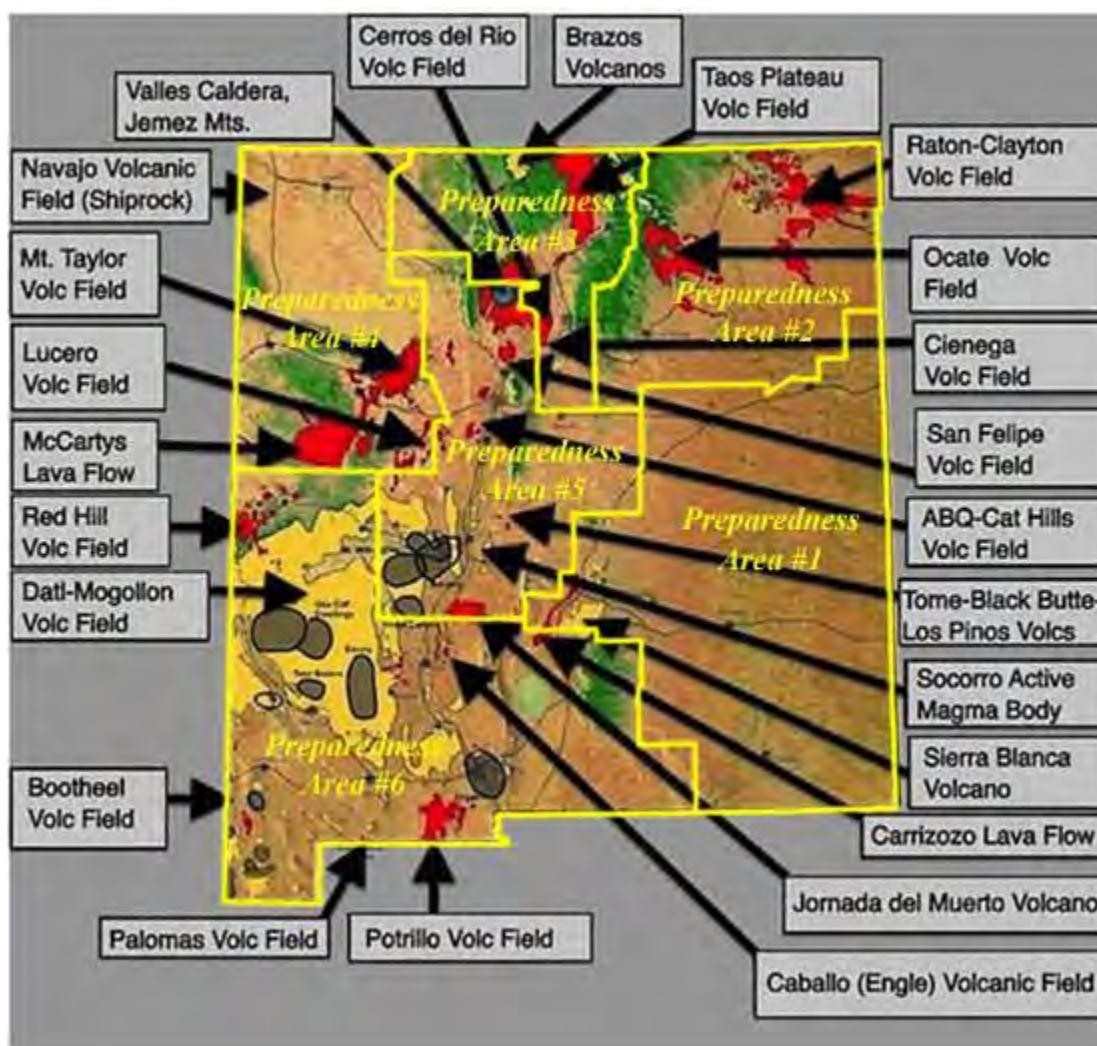 Cerros del Rio
Volc Field
Brazos
Volcanos
Valles Caldera,
Jemez Mts.
Taos Plateau
Volc Field
Navajo Volcanic
Field (Shiprock)
Raton-Clayton
Volc Field
Preparedness
Area #3
Mt. Taylor
Volc Field
Ocate Volc
Field
Preparedness
Area #4
Preparedness
Area #2
Lucero
Volc Field
Cienega
Volc Field
McCartys
Lava Flow
San Felipe
Volc Field
Preparedness
Area #5
Red Hill
Volc Field
Preparedness
Area #1
ABQ-Cat Hills
Volc Field
Datl-Mogollon
Volc Field
Tome-Black Butte-
Los Pinos Volcs
Socorro Active
Magma Body
Preparedness
Area #6
Sierra Blanca
Volcano
Bootheel
Volc Field
Carrizozo Lava Flow
Jornada del Muerto Volcano
Palomas Volc Field
Potrillo Volc Field
Caballo (Engle) Volcanic Field